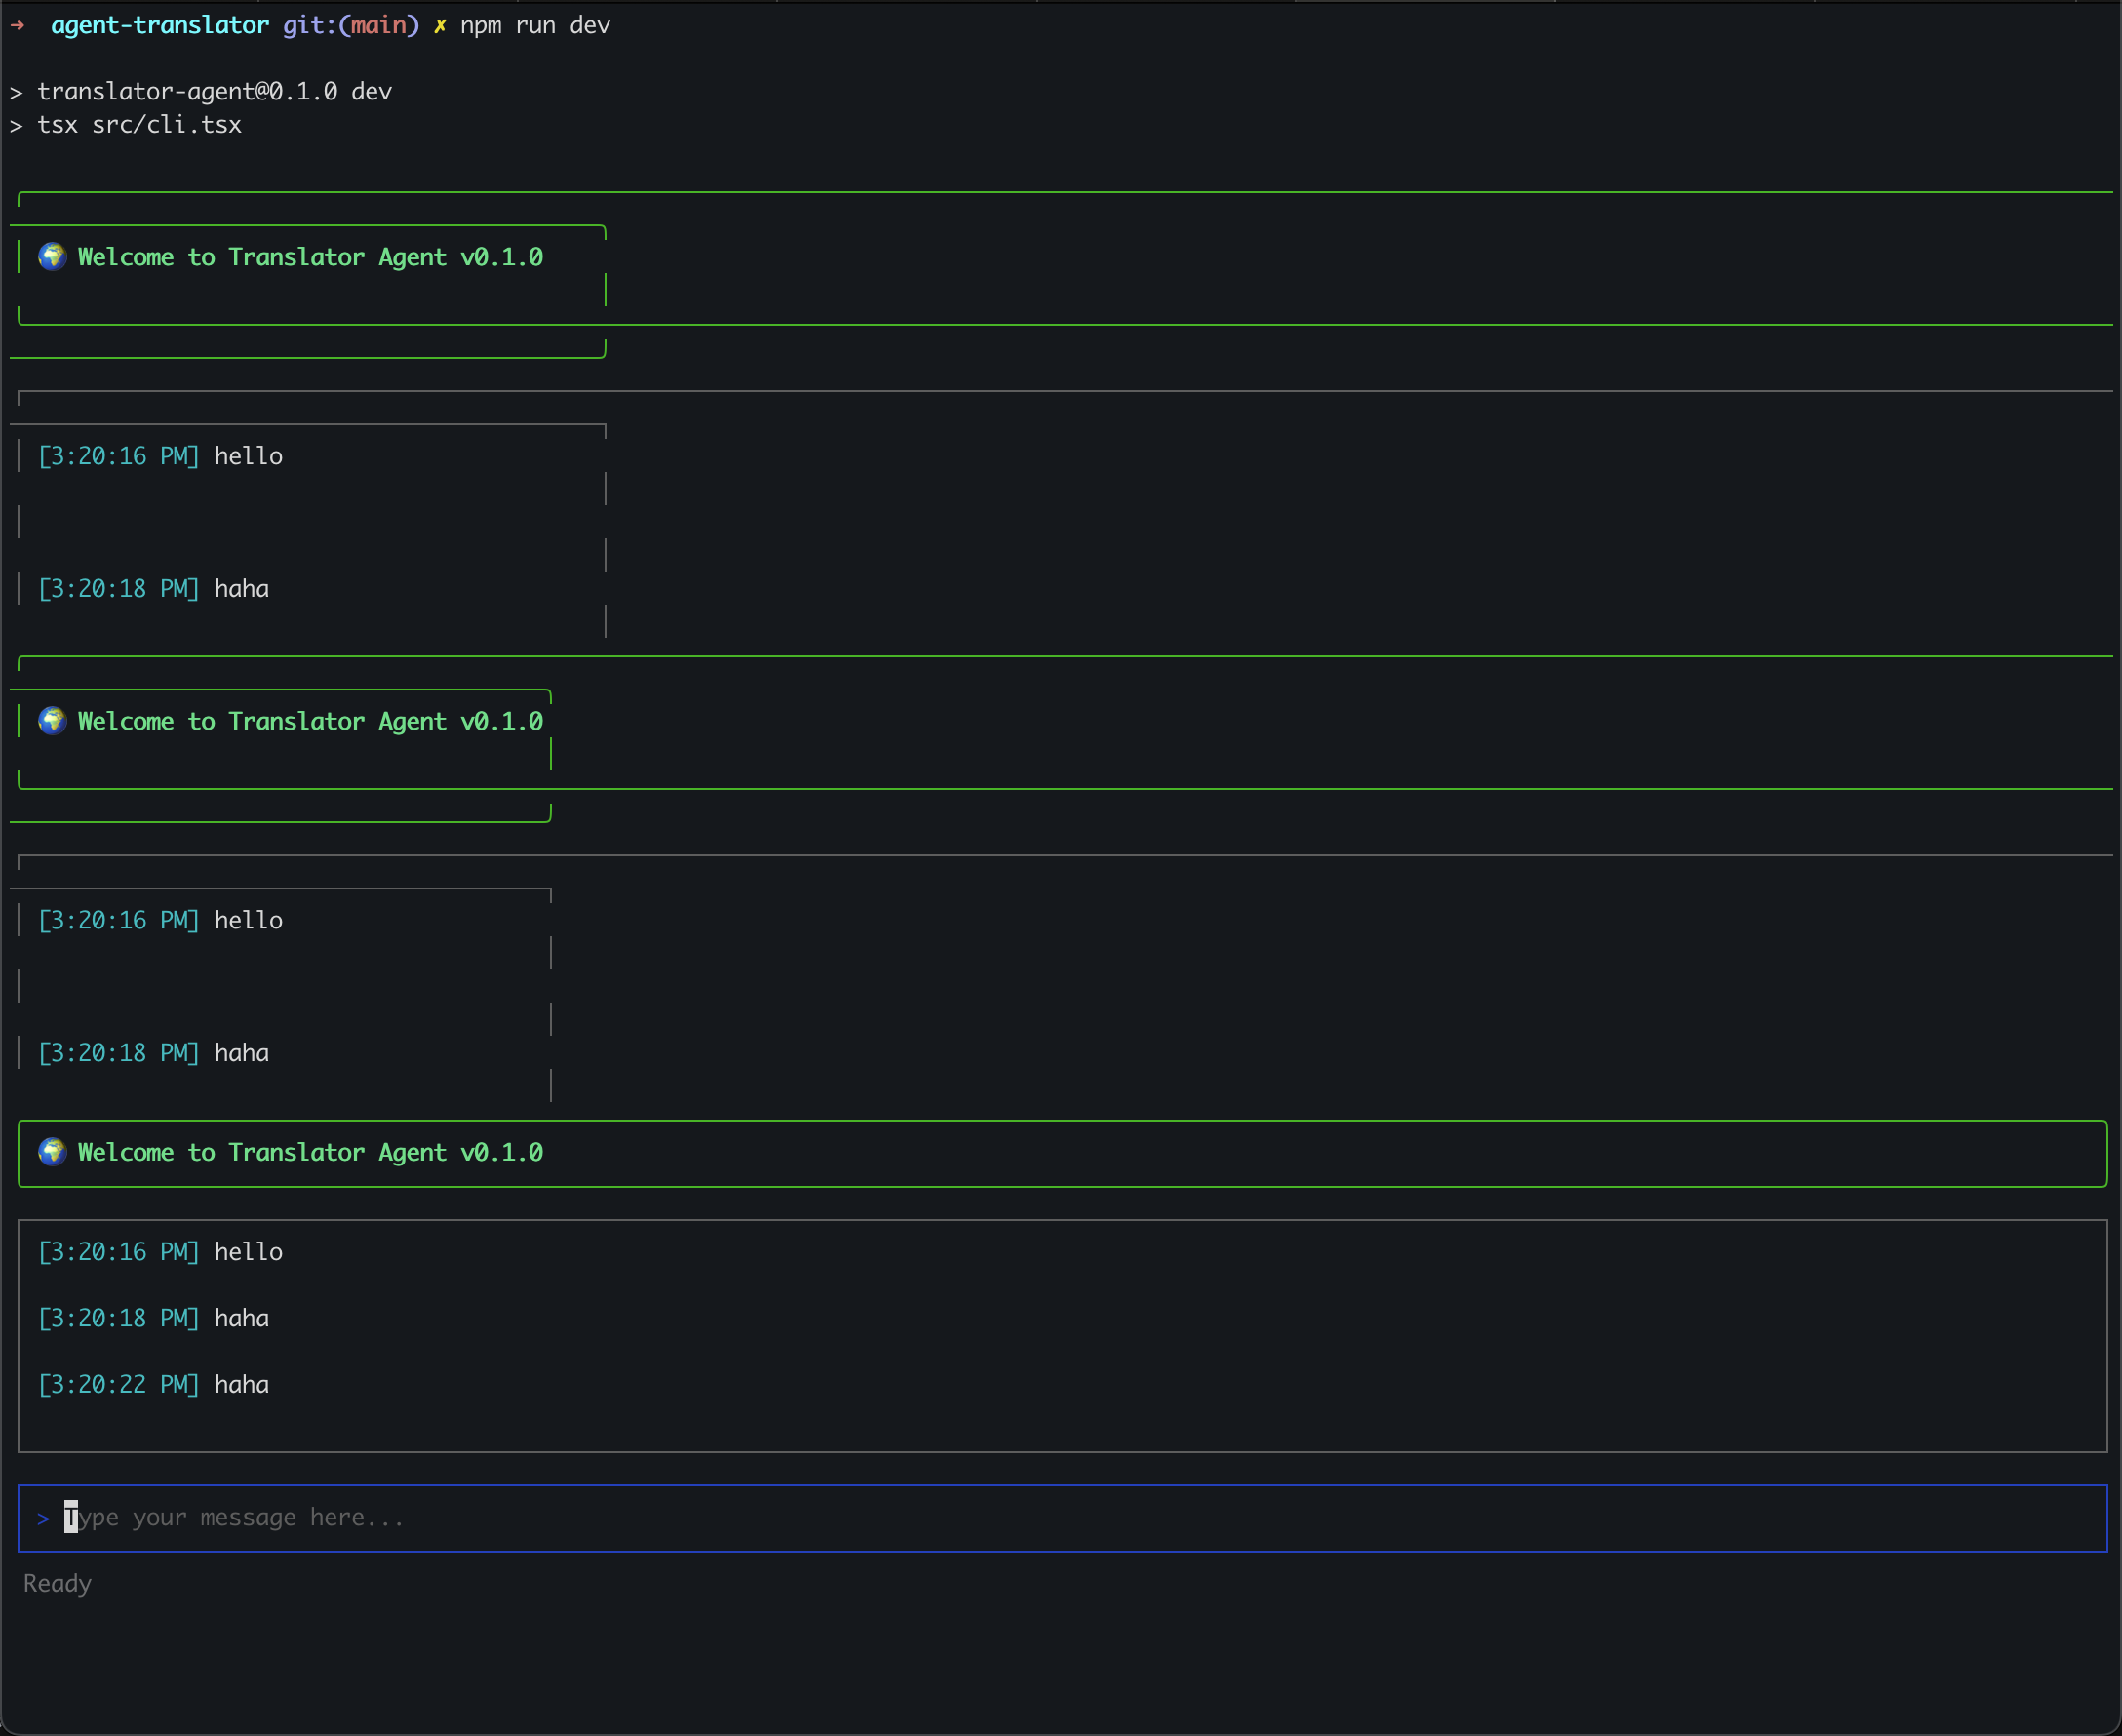 ➜ agent-translator git:(main) ✗ npm run dev
> translator-agent@0.1.0 dev
> tsx src/cli.tsx
🌍 Welcome to Translator Agent v0.1.0
[3:20:16 PM] hello
[3:20:18 PM] haha
🌍 Welcome to Translator Agent v0.1.0
[3:20:16 PM] hello
[3:20:18 PM] haha
🌍 Welcome to Translator Agent v0.1.0
[3:20:16 PM] hello
[3:20:18 PM] haha
[3:20:22 PM] haha
> Type your message here...
Ready